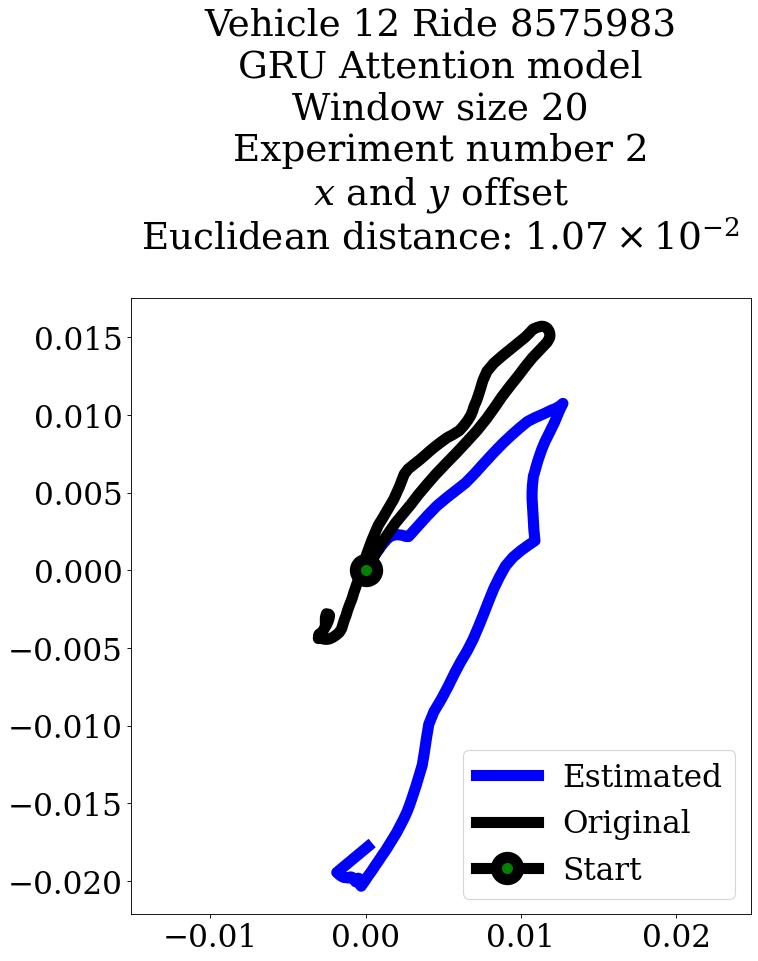 Vehicle 12 Ride 8575983
GRU Attention model
Window size 20
Experiment number 2
x and y offset
Euclidean distance: 1.07 × 10⁻²
0.015
0.010
0.005
0.000
−0.005
−0.010
−0.015
−0.020
Estimated
Original
Start
−0.01 0.00 0.01 0.02